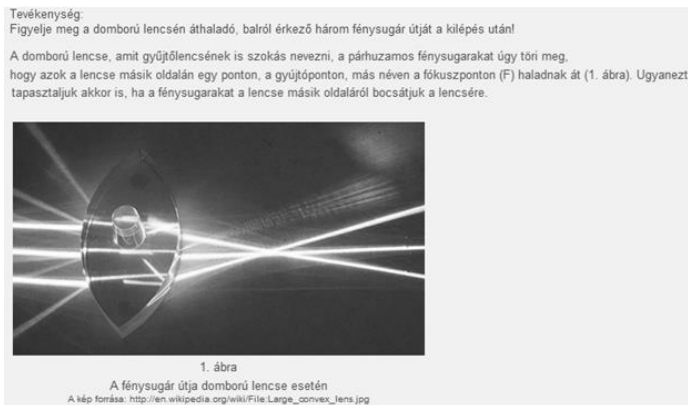 Tevékenység:
Figyelje meg a domború lencsén áthaladó, balról érkező három fénysugár útját a kilépés után!
A domború lencse, amit gyűjtőlencsének is szokás nevezni, a párhuzamos fénysugarakat úgy töri meg,
hogy azok a lencse másik oldalán egy ponton, a gyújtóponton, más néven a fókuszponton (F) haladnak át (1. ábra). Ugyanezt
tapasztaljuk akkor is, ha a fénysugarakat a lencse másik oldaláról bocsátjuk a lencsére.
1. ábra
A fénysugár útja domború lencse esetén
A kép forrása: http://en.wikipedia.org/wiki/File:Large_convex_lens.jpg